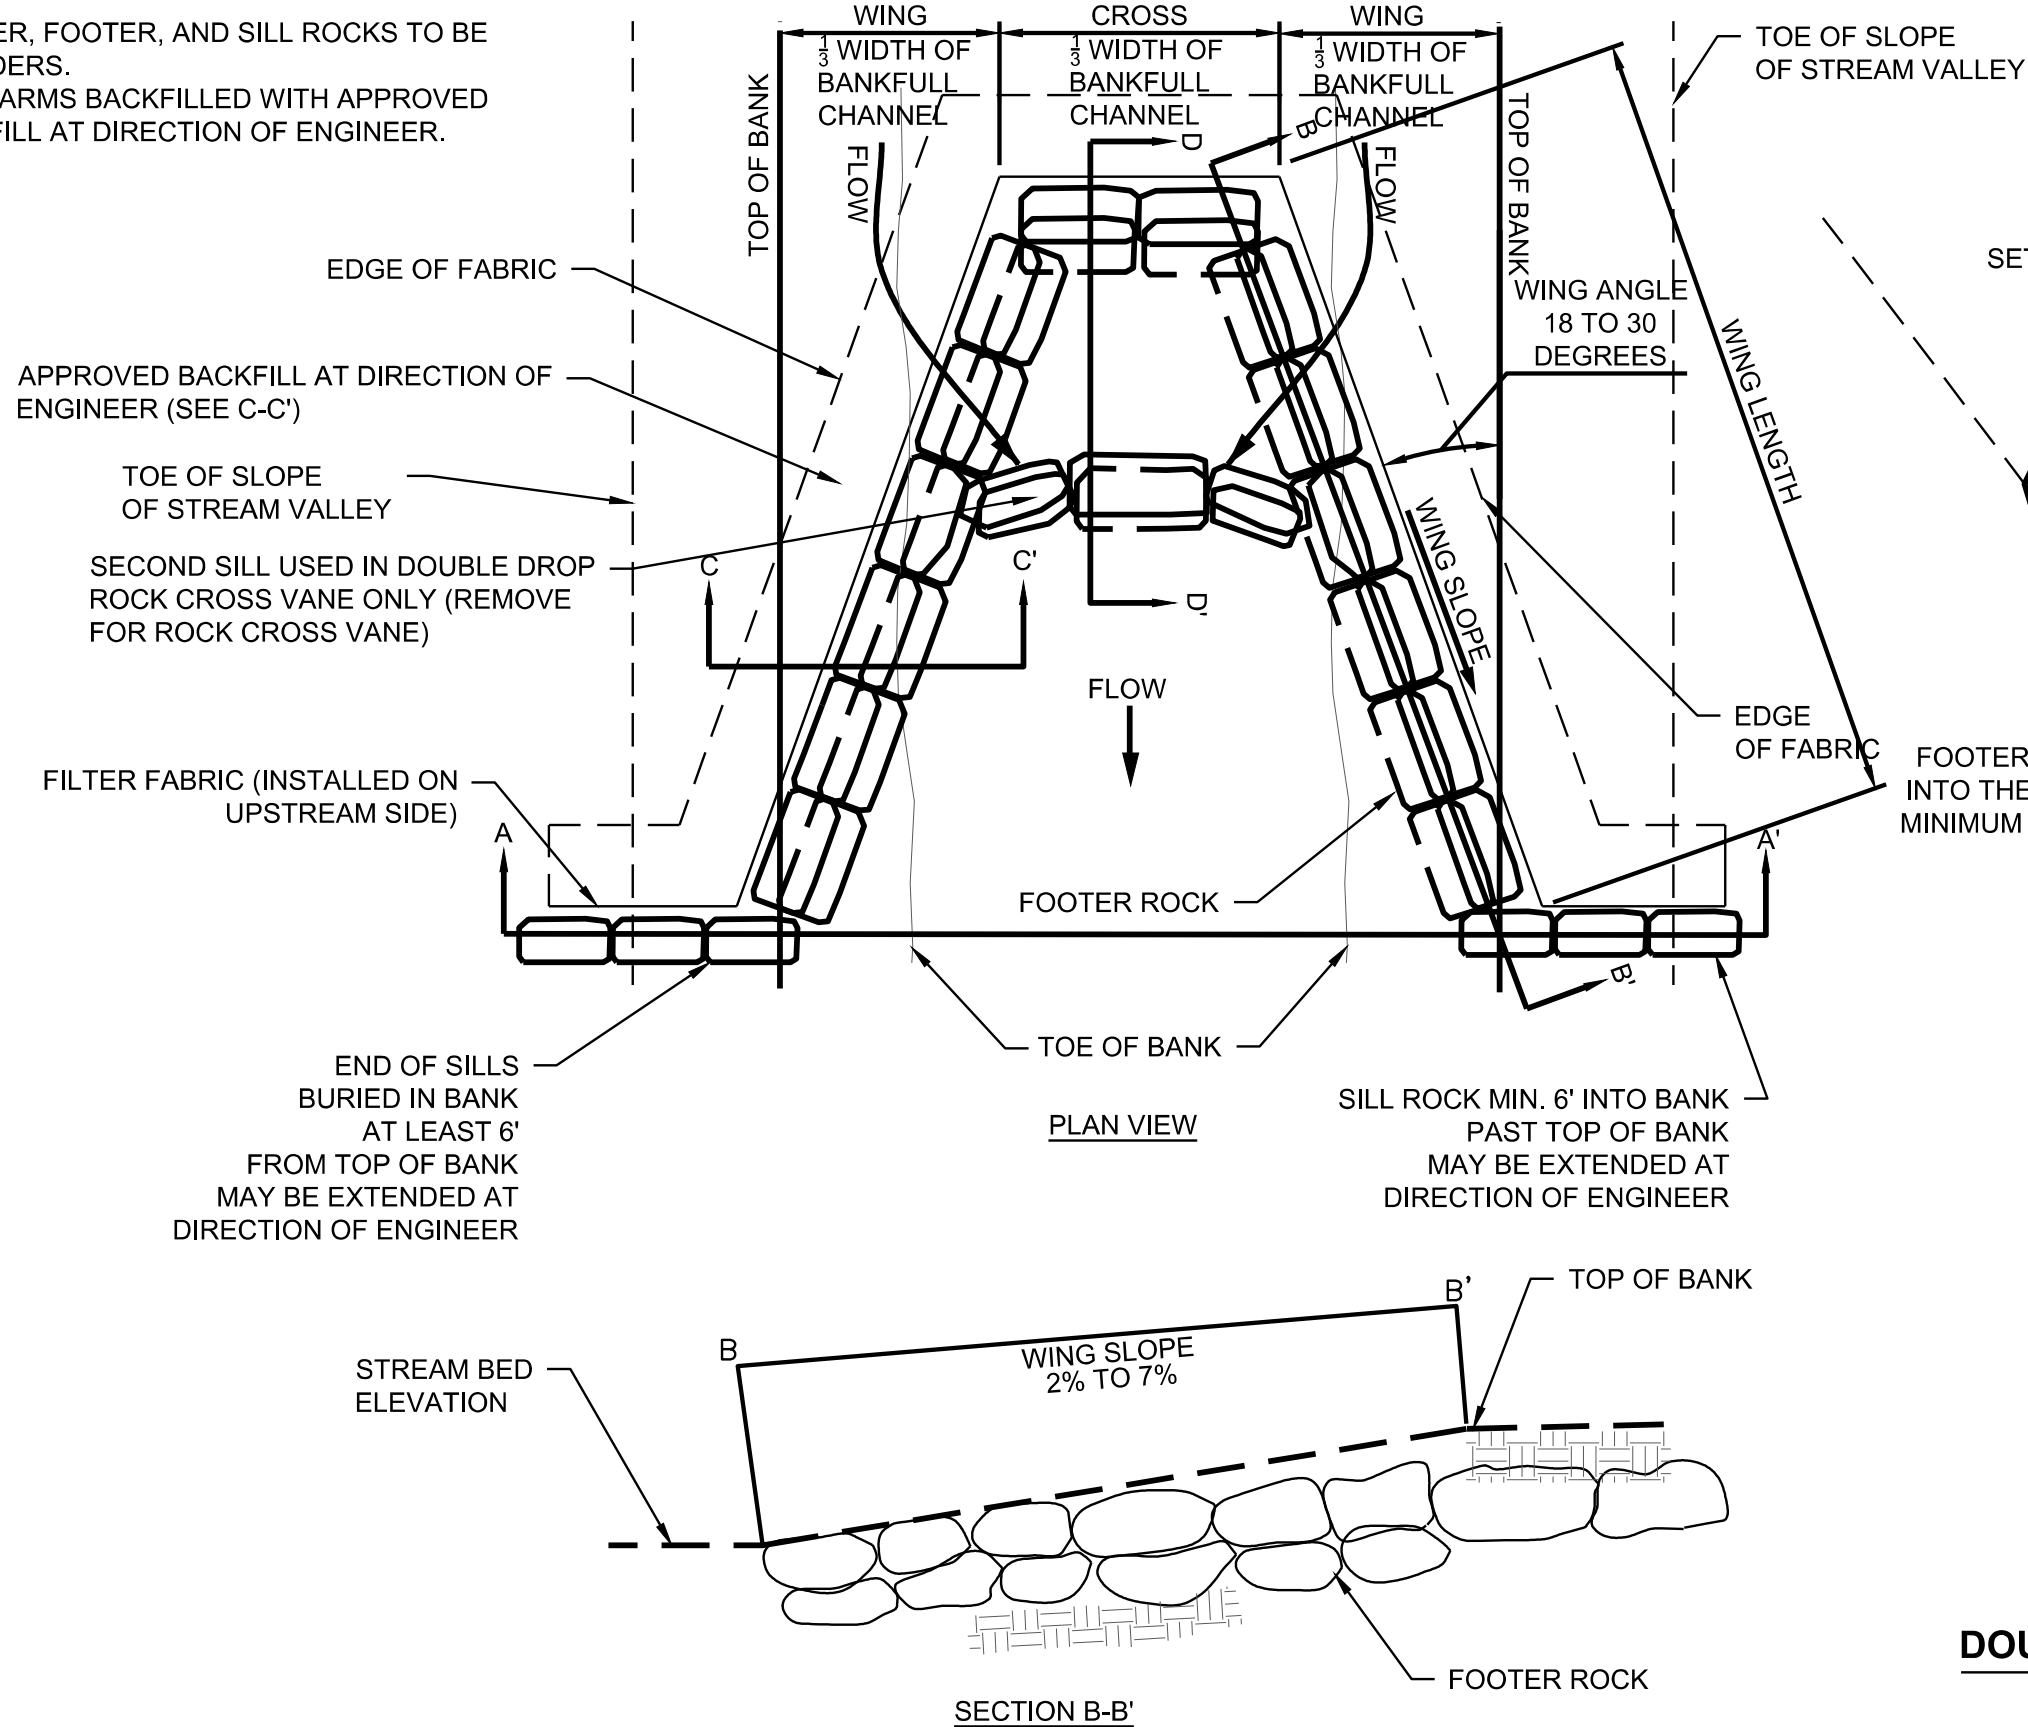 ER, FOOTER, AND SILL ROCKS TO BE
DERS.
ARMS BACKFILLED WITH APPROVED
FILL AT DIRECTION OF ENGINEER.
WING
1/3 WIDTH OF
BANKFULL
CHANNEL
CROSS
1/3 WIDTH OF
BANKFULL
CHANNEL
WING
1/3 WIDTH OF
BANKFULL
CHANNEL
TOE OF SLOPE
OF STREAM VALLEY
TOP OF BANK
FLOW
D
B
FLOW
TOP OF BANK
EDGE OF FABRIC
SET
WING ANGLE
18 TO 30
DEGREES
WING LENGTH
APPROVED BACKFILL AT DIRECTION OF
ENGINEER (SEE C-C')
TOE OF SLOPE
OF STREAM VALLEY
SECOND SILL USED IN DOUBLE DROP
ROCK CROSS VANE ONLY (REMOVE
FOR ROCK CROSS VANE)
C
C'
D'
WING SLOPE
FLOW
EDGE
OF FABRIC
FOOTER
INTO THE
MINIMUM
FILTER FABRIC (INSTALLED ON
UPSTREAM SIDE)
A
A'
FOOTER ROCK
B'
TOE OF BANK
END OF SILLS
BURIED IN BANK
AT LEAST 6'
FROM TOP OF BANK
MAY BE EXTENDED AT
DIRECTION OF ENGINEER
PLAN VIEW
SILL ROCK MIN. 6' INTO BANK
PAST TOP OF BANK
MAY BE EXTENDED AT
DIRECTION OF ENGINEER
TOP OF BANK
B
B'
WING SLOPE
2% TO 7%
STREAM BED
ELEVATION
FOOTER ROCK
SECTION B-B'
DOU